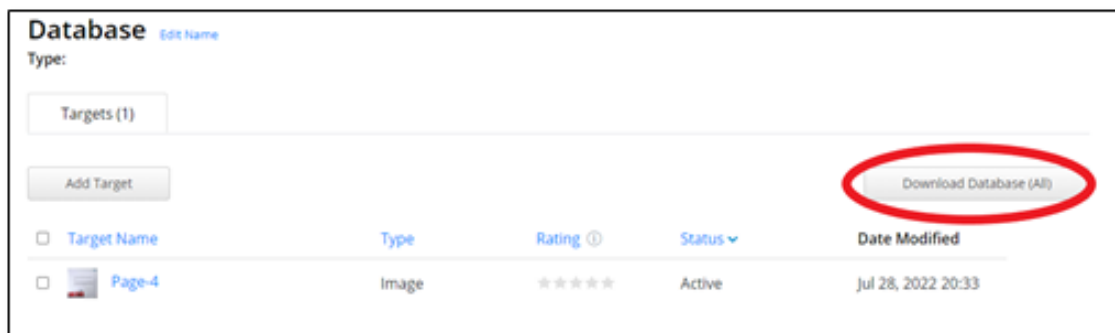 Database Edit Name
Type:
Targets (1)
Add Target Download Database (All)
Target Name Type Rating Status Date Modified
Page-4 Image Active Jul 28, 2022 20:33